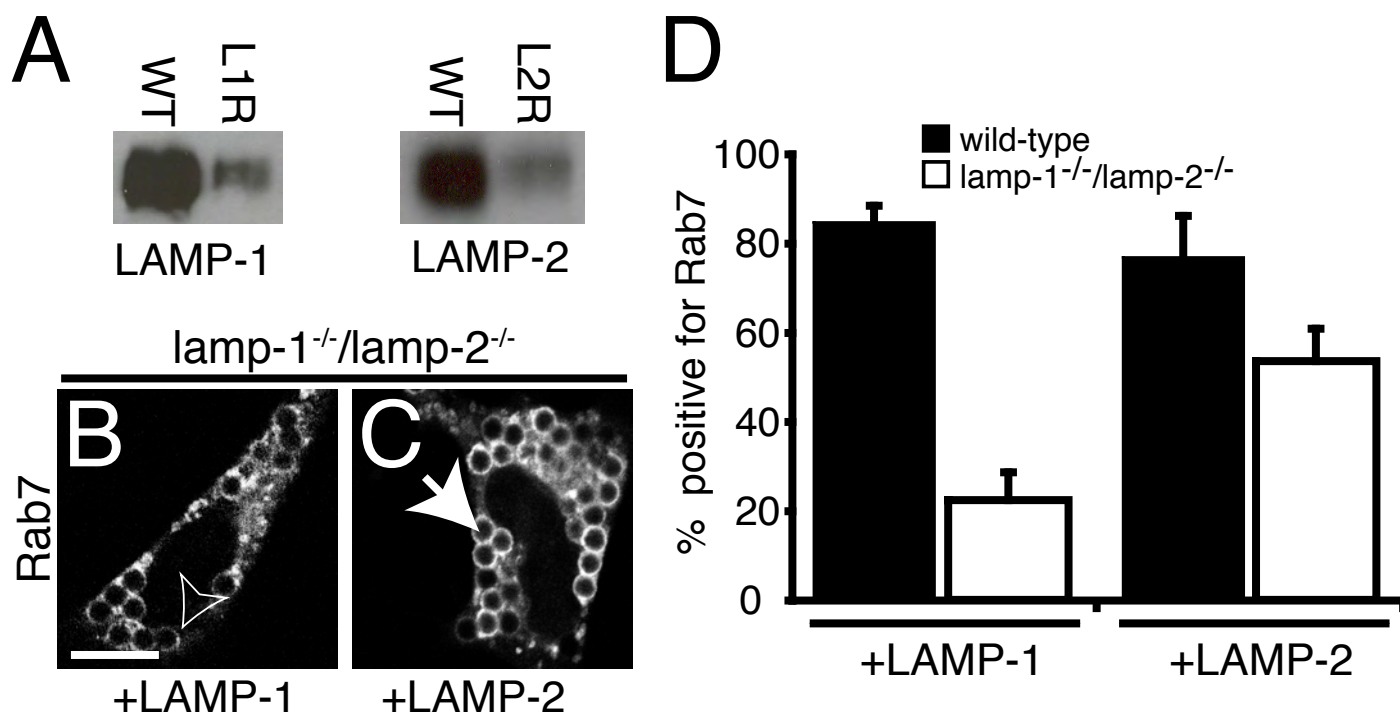 A
WT
L1R
WT
L2R
LAMP-1
LAMP-2
lamp-1-/-/lamp-2-/-
Rab7
B
C
+LAMP-1
+LAMP-2
D
wild-type
lamp-1-/-/lamp-2-/-
% positive for Rab7
100
80
60
40
20
0
+LAMP-1
+LAMP-2